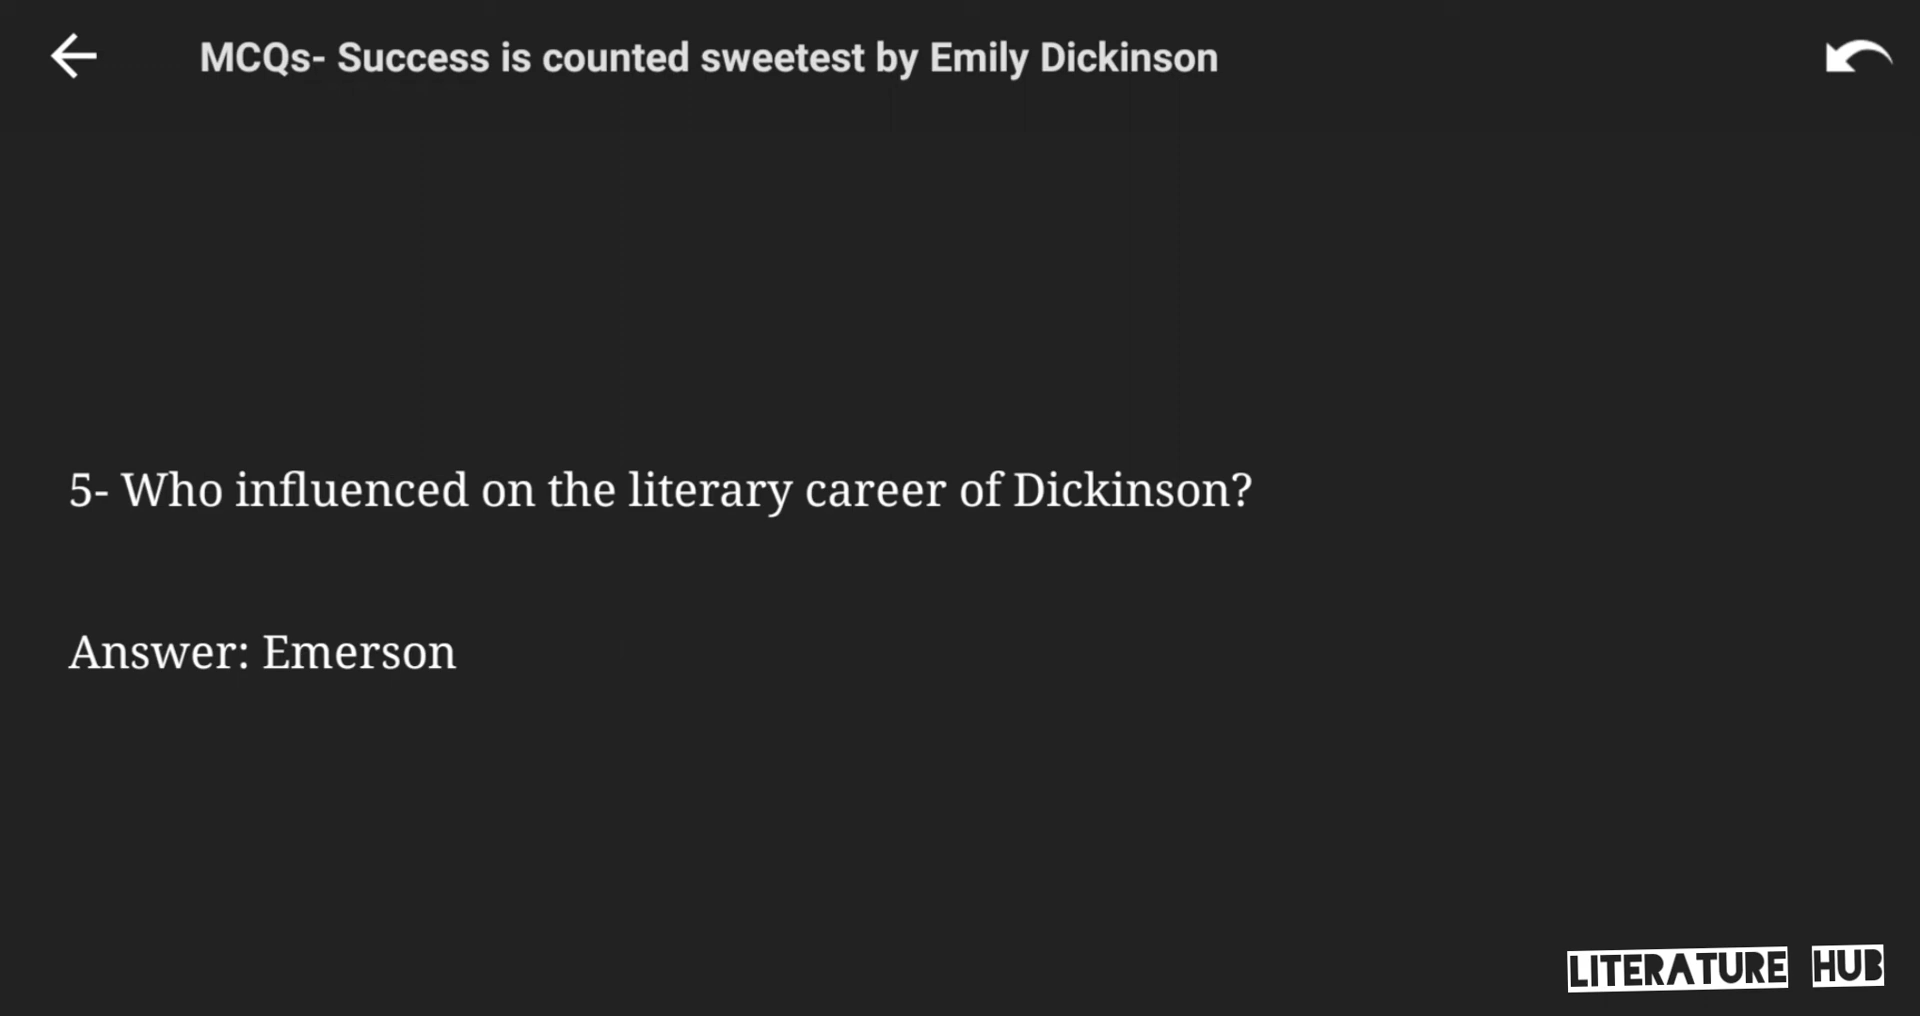 MCQs- Success is counted sweetest by Emily Dickinson
5- Who influenced on the literary career of Dickinson?
Answer: Emerson
LITERATURE HUB